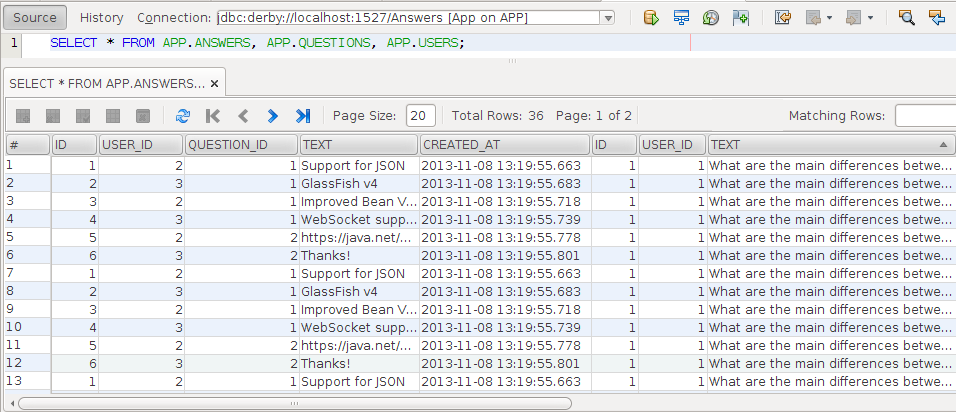 Source History Connection: jdbc:derby://localhost:1527/Answers [App on APP]
1 SELECT * FROM APP.ANSWERS, APP.QUESTIONS, APP.USERS;
SELECT * FROM APP.ANSWERS... ×
Page Size: 20 Total Rows: 36 Page: 1 of 2 Matching Rows:
# ID USER_ID QUESTION_ID TEXT CREATED_AT ID USER_ID TEXT
1 1 2 1 Support for JSON 2013-11-08 13:19:55.663 1 1 What are the main differences betwe...
2 2 3 1 GlassFish v4 2013-11-08 13:19:55.683 1 1 What are the main differences betwe...
3 3 2 1 Improved Bean V... 2013-11-08 13:19:55.718 1 1 What are the main differences betwe...
4 4 3 1 WebSocket supp... 2013-11-08 13:19:55.739 1 1 What are the main differences betwe...
5 5 2 2 https://java.net/... 2013-11-08 13:19:55.778 1 1 What are the main differences betwe...
6 6 3 2 Thanks! 2013-11-08 13:19:55.801 1 1 What are the main differences betwe...
7 1 2 1 Support for JSON 2013-11-08 13:19:55.663 1 1 What are the main differences betwe...
8 2 3 1 GlassFish v4 2013-11-08 13:19:55.683 1 1 What are the main differences betwe...
9 3 2 1 Improved Bean V... 2013-11-08 13:19:55.718 1 1 What are the main differences betwe...
10 4 3 1 WebSocket supp... 2013-11-08 13:19:55.739 1 1 What are the main differences betwe...
11 5 2 2 https://java.net/... 2013-11-08 13:19:55.778 1 1 What are the main differences betwe...
12 6 3 2 Thanks! 2013-11-08 13:19:55.801 1 1 What are the main differences betwe...
13 1 2 1 Support for JSON 2013-11-08 13:19:55.663 1 1 What are the main differences betwe...